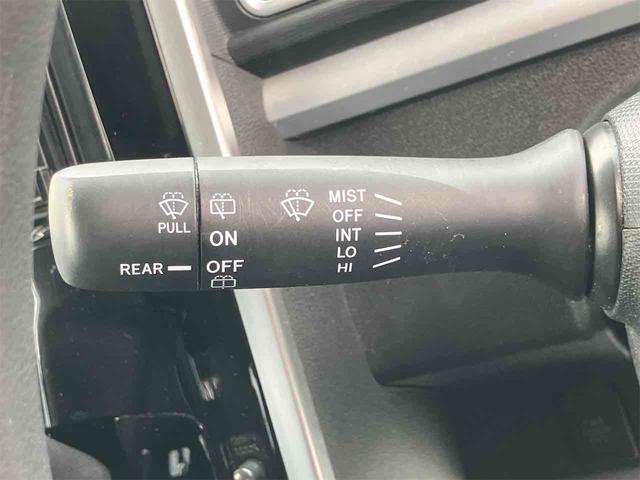 PULL
REAR
ON
OFF
MIST
OFF
INT
LO
HI